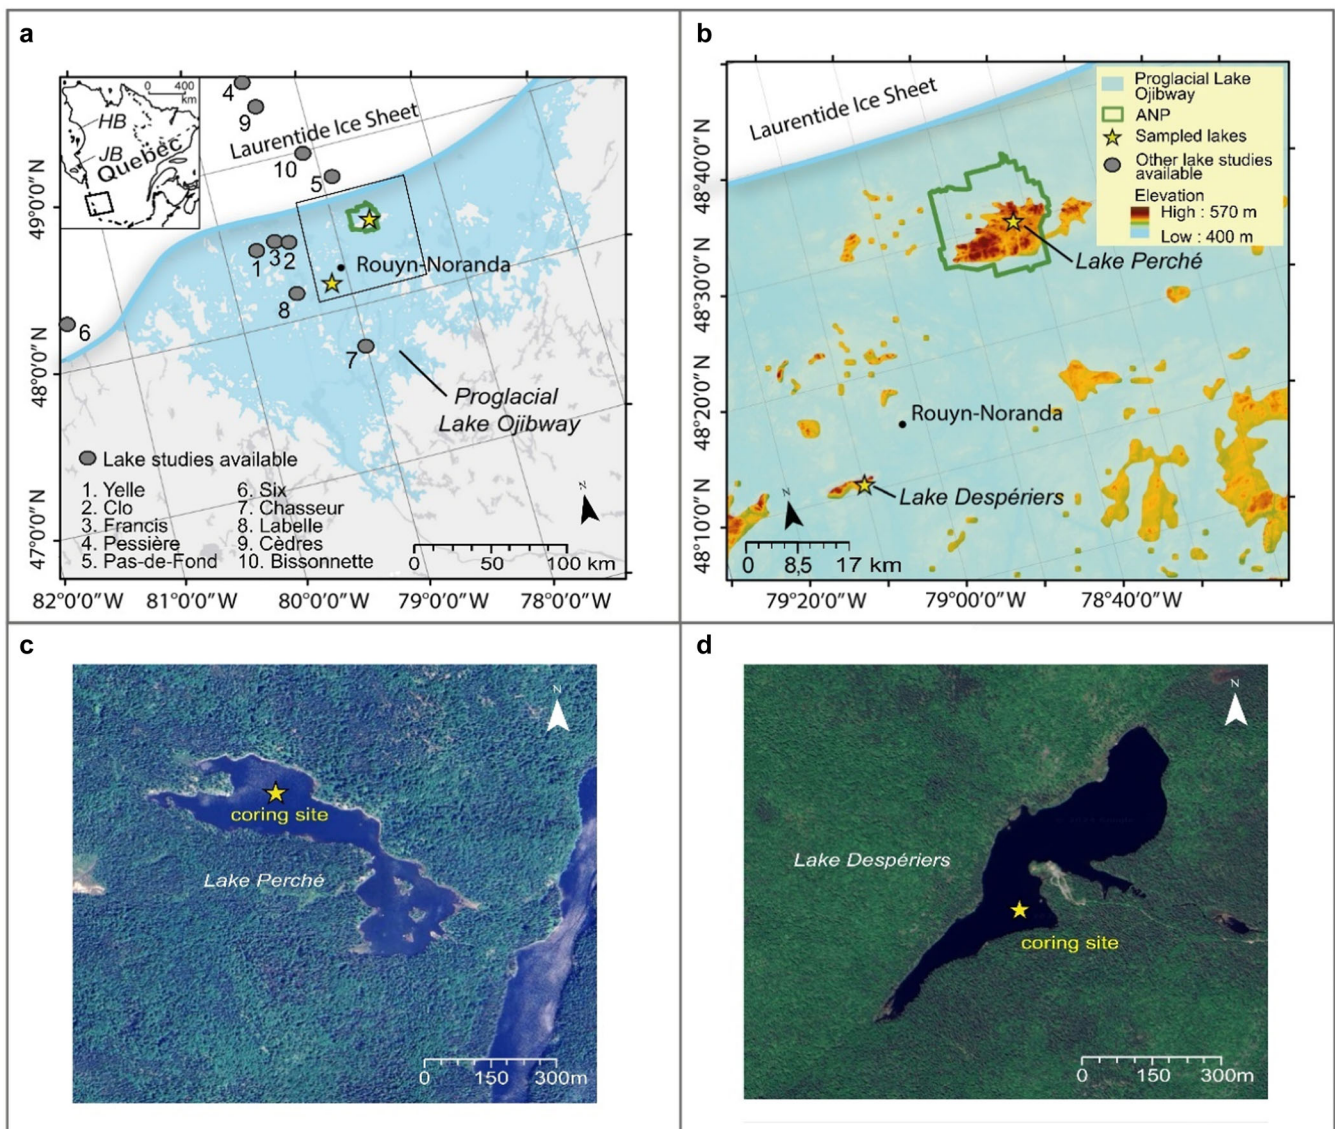 a
0 400
km
HB
JB
Quebec
4
9
Laurentide Ice Sheet
10
5
1
3
2
Rouyn-Noranda
8
6
7
Proglacial
Lake Ojibway
Lake studies available
1. Yelle
2. Clo
3. Francis
4. Pessière
5. Pas-de-Fond
6. Six
7. Chasseur
8. Labelle
9. Cèdres
10. Bissonnette
N
0 50 100 km
49°0'0"N
48°0'0"N
47°0'0"N
82°0'0"W 81°0'0"W 80°0'0"W 79°0'0"W 78°0'0"W
b
Laurentide Ice Sheet
Proglacial Lake
Ojibway
ANP
Sampled lakes
Other lake studies
available
Elevation
High : 570 m
Low : 400 m
Lake Perché
Rouyn-Noranda
Lake Despériers
N
0 8,5 17 km
48°40'0"N
48°30'0"N
48°20'0"N
48°10'0"N
79°20'0"W 79°00'0"W 78°40'0"W
c
N
coring site
Lake Perché
0 150 300m
d
N
Lake Despériers
coring site
0 150 300m